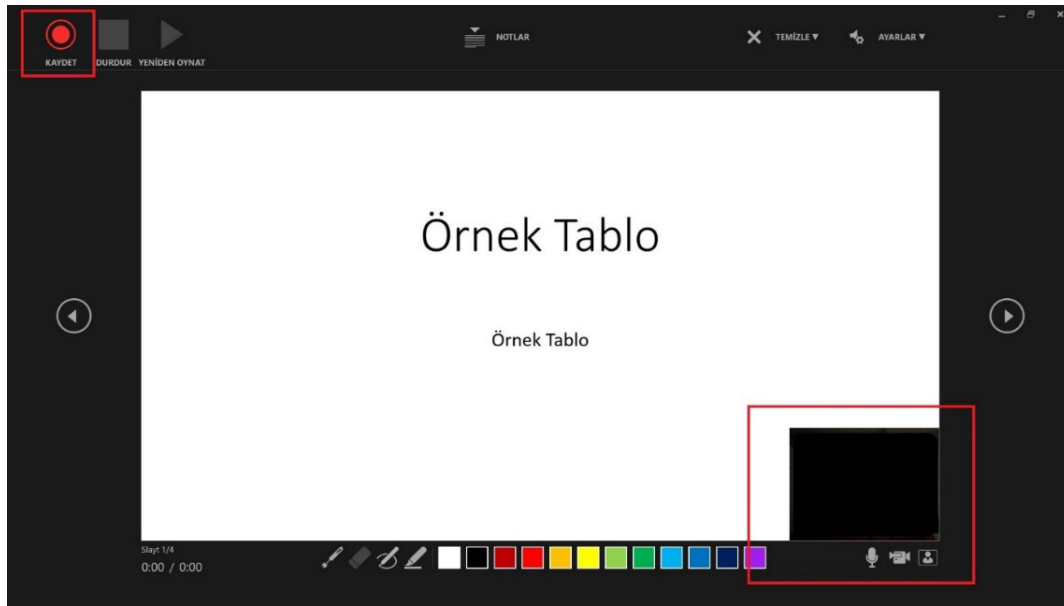 KAYDET
DURDUR
YENİDEN OYNAT
NOTLAR
TEMİZLE
AYARLAR
Örnek Tablo
Örnek Tablo
Slayt 1/4
0:00 / 0:00